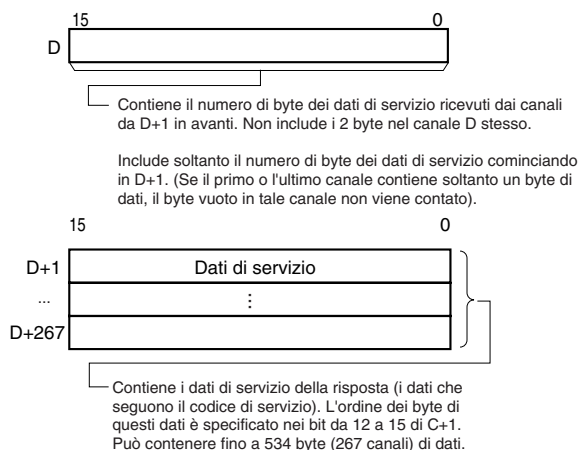 15 0
D
Contiene il numero di byte dei dati di servizio ricevuti dai canali
da D+1 in avanti. Non include i 2 byte nel canale D stesso.
Include soltanto il numero di byte dei dati di servizio cominciando
in D+1. (Se il primo o l'ultimo canale contiene soltanto un byte di
dati, il byte vuoto in tale canale non viene contato).
15 0
D+1 Dati di servizio
... ⋮
D+267
Contiene i dati di servizio della risposta (i dati che
seguono il codice di servizio). L'ordine dei byte di
questi dati è specificato nei bit da 12 a 15 di C+1.
Può contenere fino a 534 byte (267 canali) di dati.